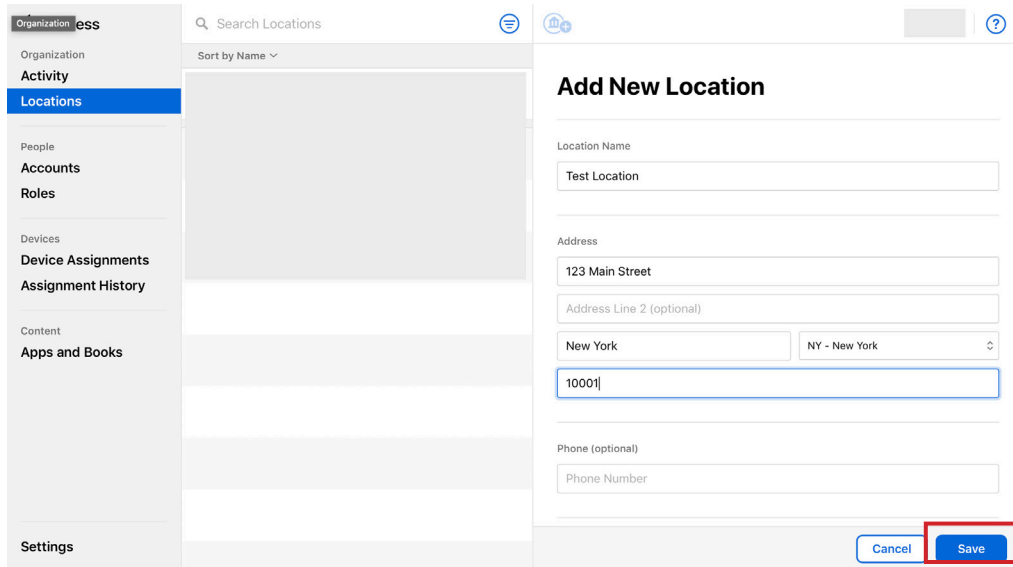 Organization
ess
Organization
Activity
Locations
People
Accounts
Roles
Devices
Device Assignments
Assignment History
Content
Apps and Books
Settings
Search Locations
Sort by Name
?
Add New Location
Location Name
Test Location
Address
123 Main Street
Address Line 2 (optional)
New York
NY - New York
10001
Phone (optional)
Phone Number
Cancel
Save